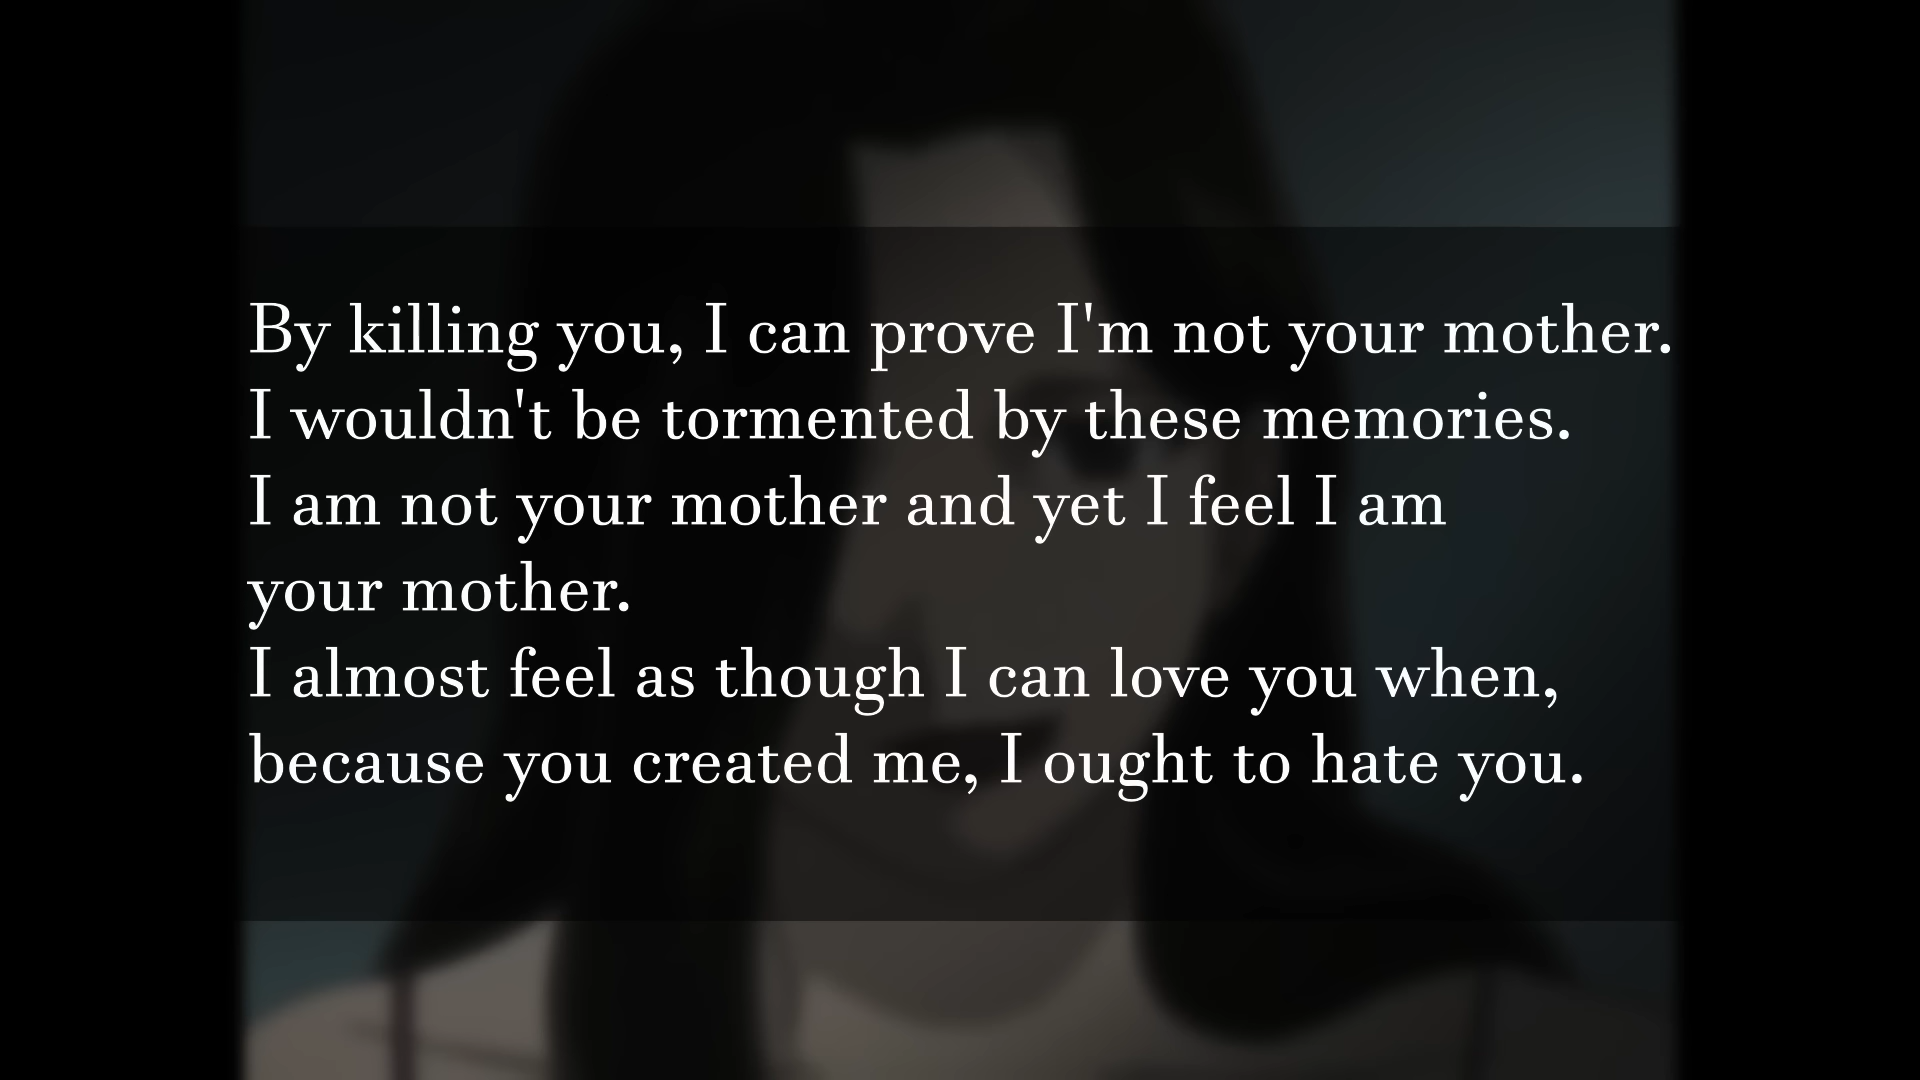 By killing you, I can prove I'm not your mother.
I wouldn't be tormented by these memories.
I am not your mother and yet I feel I am
your mother.
I almost feel as though I can love you when,
because you created me, I ought to hate you.